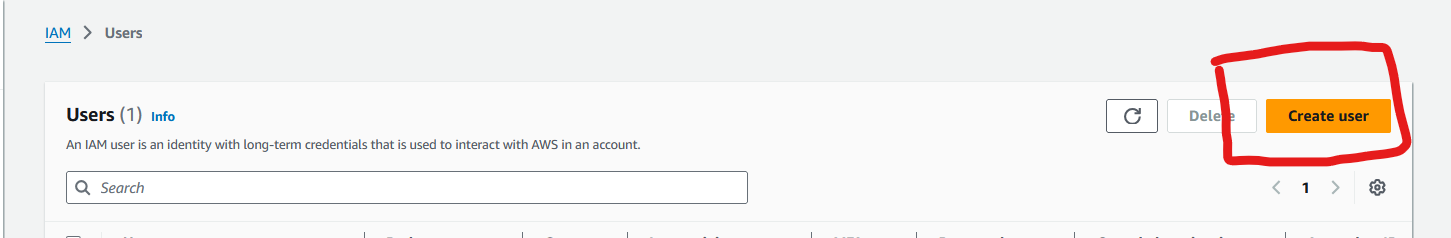 IAM > Users
Users (1) Info
Delete
Create user
An IAM user is an identity with long-term credentials that is used to interact with AWS in an account.
Search
1